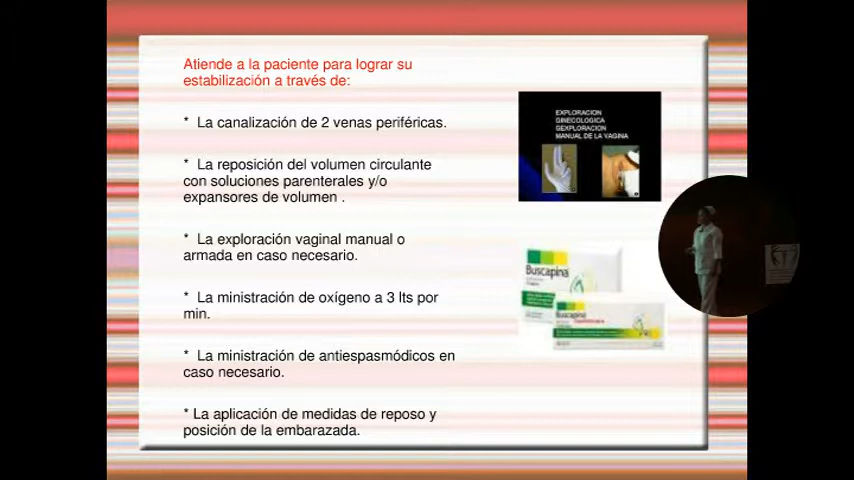 Atiende a la paciente para lograr su
estabilización a través de:
* La canalización de 2 venas periféricas.
* La reposición del volumen circulante
con soluciones parenterales y/o
expansores de volumen .
* La exploración vaginal manual o
armada en caso necesario.
* La ministración de oxígeno a 3 lts por
min.
* La ministración de antiespasmódicos en
caso necesario.
* La aplicación de medidas de reposo y
posición de la embarazada.
EXPLORACION
GINECOLOGICA
GEXPLORACION
MANUAL DE LA VAGINA
Buscapina
Buscapina